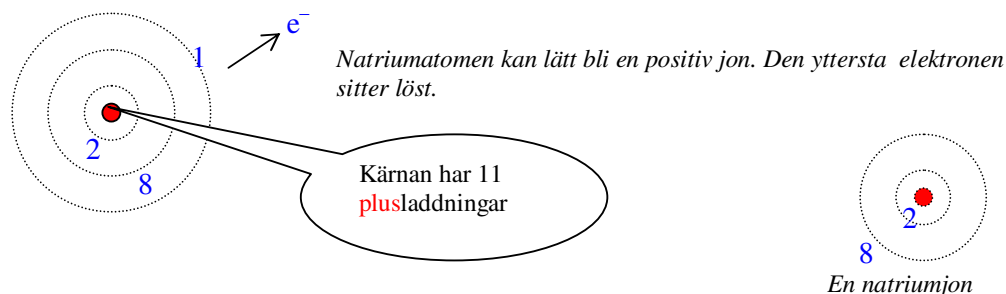 e⁻
1
Natriumatomen kan lätt bli en positiv jon. Den yttersta elektronen
sitter löst.
2
8
Kärnan har 11
plusladdningar
2
8
En natriumjon